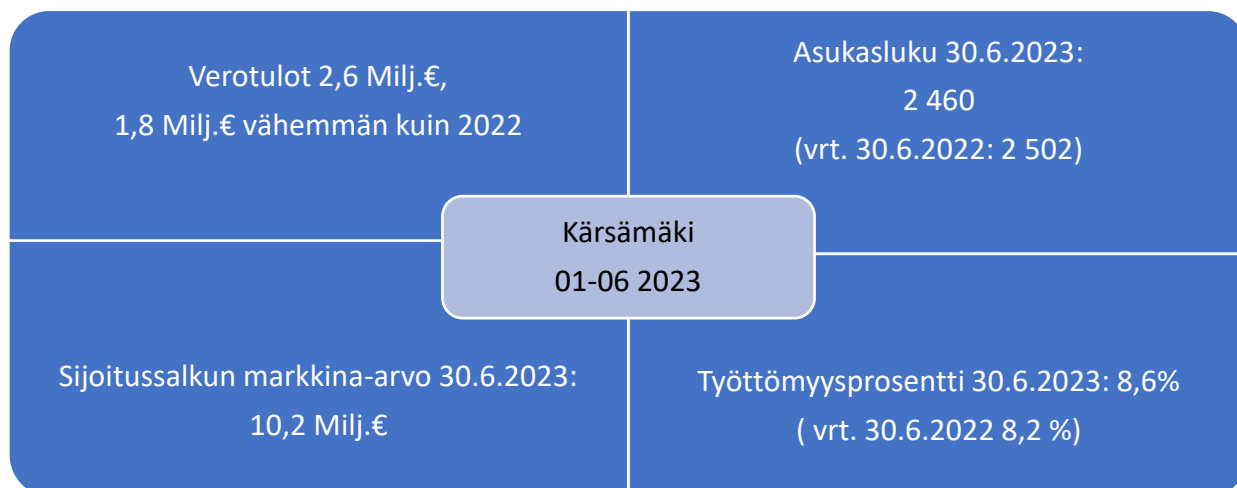 Verotulot 2,6 Milj.€,
1,8 Milj.€ vähemmän kuin 2022
Asukasluku 30.6.2023:
2 460
(vrt. 30.6.2022: 2 502)
Kärsämäki
01-06 2023
Sijoitussalkun markkina-arvo 30.6.2023:
10,2 Milj.€
Työttömyysprosentti 30.6.2023: 8,6%
( vrt. 30.6.2022 8,2 %)